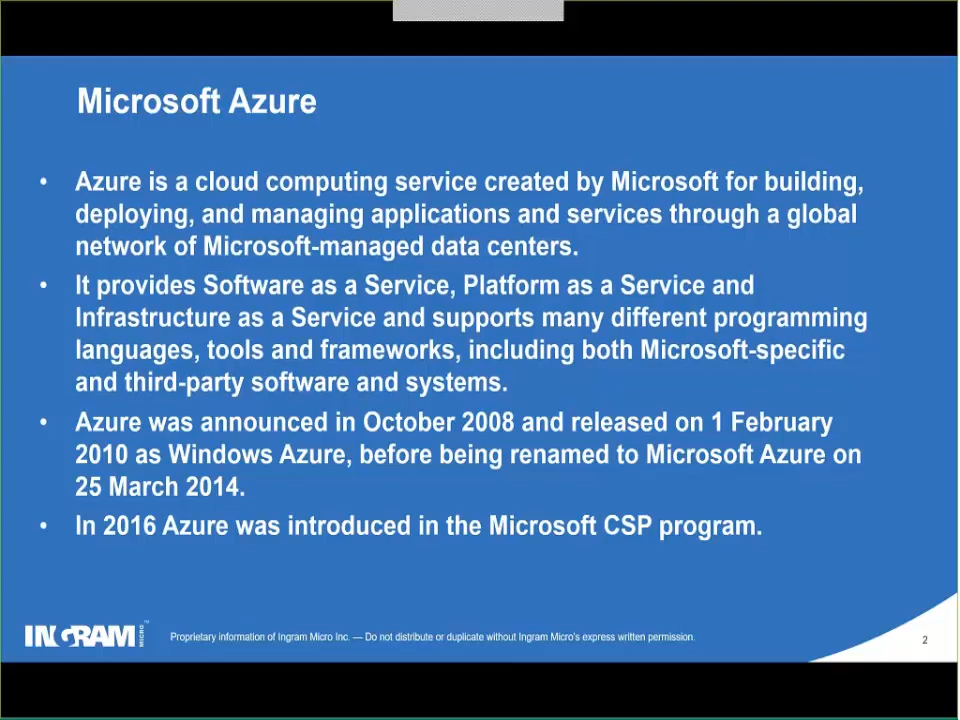 Microsoft Azure
• Azure is a cloud computing service created by Microsoft for building,
deploying, and managing applications and services through a global
network of Microsoft-managed data centers.
• It provides Software as a Service, Platform as a Service and
Infrastructure as a Service and supports many different programming
languages, tools and frameworks, including both Microsoft-specific
and third-party software and systems.
• Azure was announced in October 2008 and released on 1 February
2010 as Windows Azure, before being renamed to Microsoft Azure on
25 March 2014.
• In 2016 Azure was introduced in the Microsoft CSP program.
INGRAM MICRO™
Proprietary information of Ingram Micro Inc. — Do not distribute or duplicate without Ingram Micro's express written permission.
2